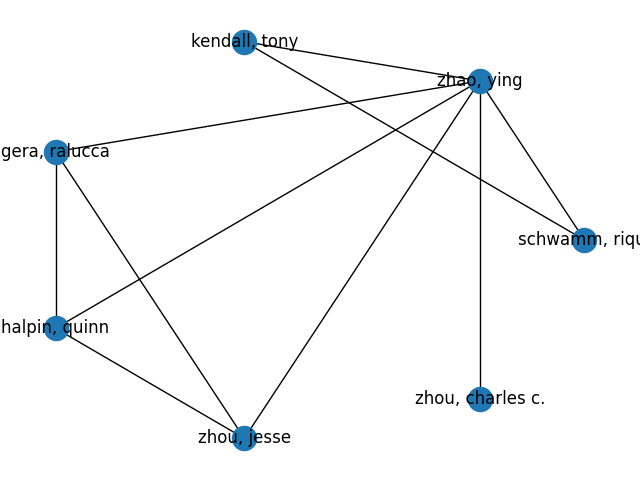 kendall, tony
zhao, ying
gera, ralucca
schwamm, riqu
halpin, quinn
zhou, charles c.
zhou, jesse